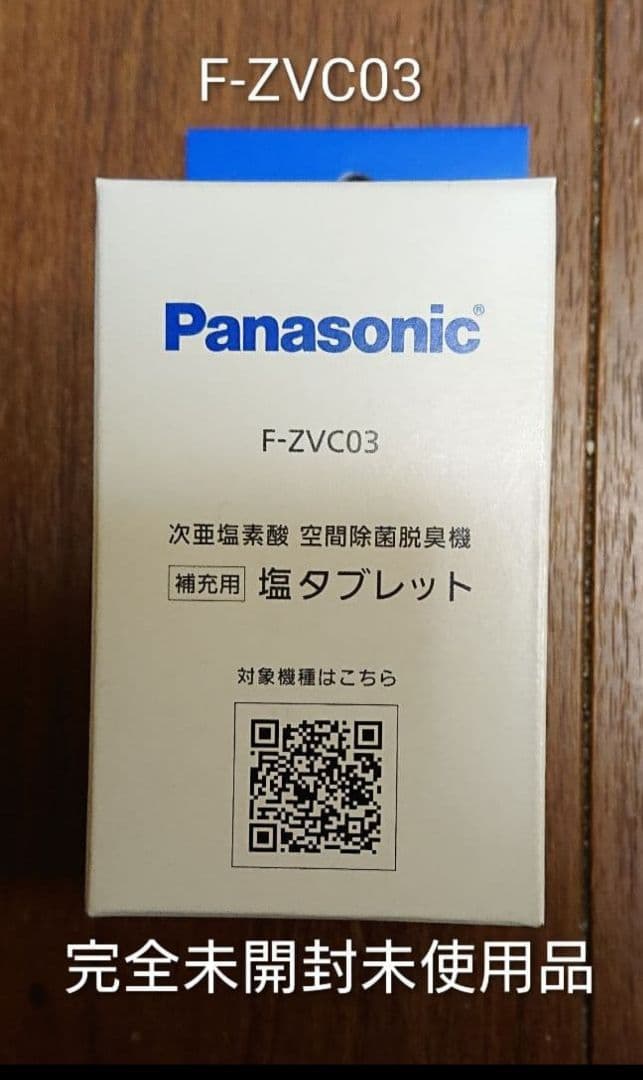 F-ZVC03
Panasonic®
F-ZVC03
次亜塩素酸 空間除菌脱臭機
補充用 塩タブレット
対象機種はこちら
完全未開封未使用品